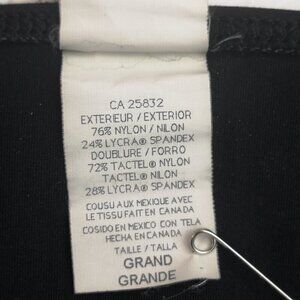 CA 25832
EXTERIEUR / EXTERIOR
76% NYLON / NILON
24% LYCRA® SPANDEX
DOUBLURE / FORRO
72% TACTEL® NYLON
TACTEL® NILON
28% LYCRA® SPANDEX
COUSU AUX MEXIQUE AVEC
LE TISSU FAIT EN CANADA
COSIDO EN MEXICO CON TELA
HECHA EN CANADA
TAILLE / TALLA
GRAND
GRANDE